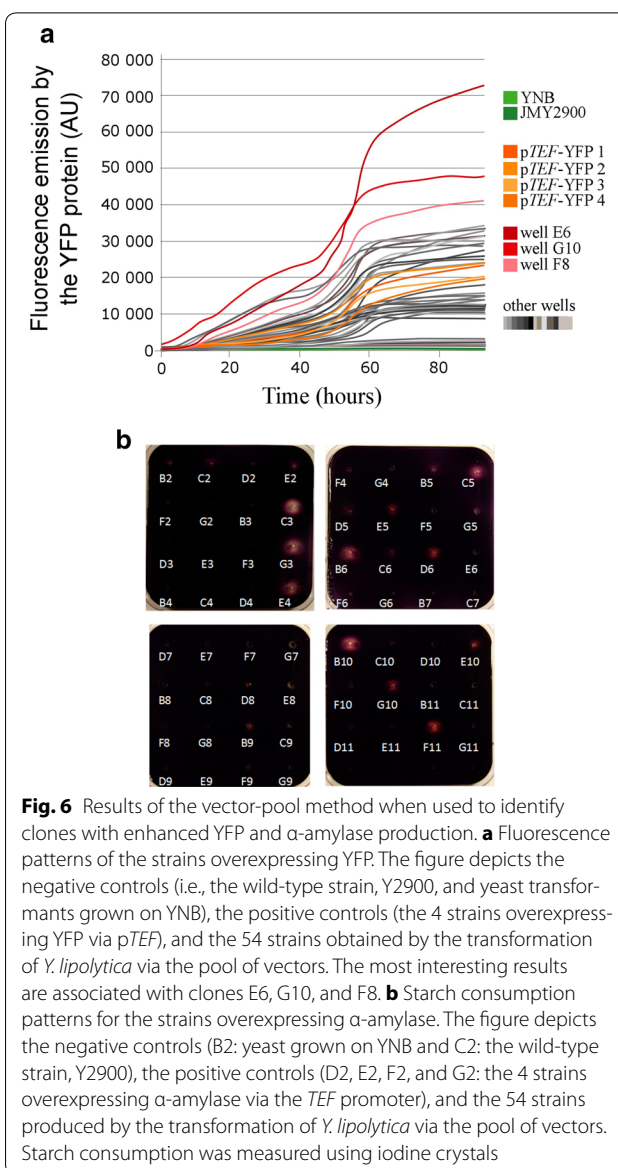 a
80 000
70 000
60 000
50 000
40 000
30 000
20 000
10 000
0
Fluorescence emission by
the YFP protein (AU)
0 20 40 60 80
Time (hours)
YNB
JMY2900
pTEF-YFP 1
pTEF-YFP 2
pTEF-YFP 3
pTEF-YFP 4
well E6
well G10
well F8
other wells
b
B2 C2 D2 E2
F2 G2 B3 C3
D3 E3 F3 G3
B4 C4 D4 E4
F4 G4 B5 C5
D5 E5 F5 G5
B6 C6 D6 E6
F6 G6 B7 C7
D7 E7 F7 G7
B8 C8 D8 E8
F8 G8 B9 C9
D9 E9 F9 G9
B10 C10 D10 E10
F10 G10 B11 C11
D11 E11 F11 G11
Fig. 6 Results of the vector-pool method when used to identify
clones with enhanced YFP and α-amylase production. a Fluorescence
patterns of the strains overexpressing YFP. The figure depicts the
negative controls (i.e., the wild-type strain, Y2900, and yeast transfor-
mants grown on YNB), the positive controls (the 4 strains overexpress-
ing YFP via pTEF), and the 54 strains obtained by the transformation
of Y. lipolytica via the pool of vectors. The most interesting results
are associated with clones E6, G10, and F8. b Starch consumption
patterns for the strains overexpressing α-amylase. The figure depicts
the negative controls (B2: yeast grown on YNB and C2: the wild-type
strain, Y2900), the positive controls (D2, E2, F2, and G2: the 4 strains
overexpressing α-amylase via the TEF promoter), and the 54 strains
produced by the transformation of Y. lipolytica via the pool of vectors.
Starch consumption was measured using iodine crystals